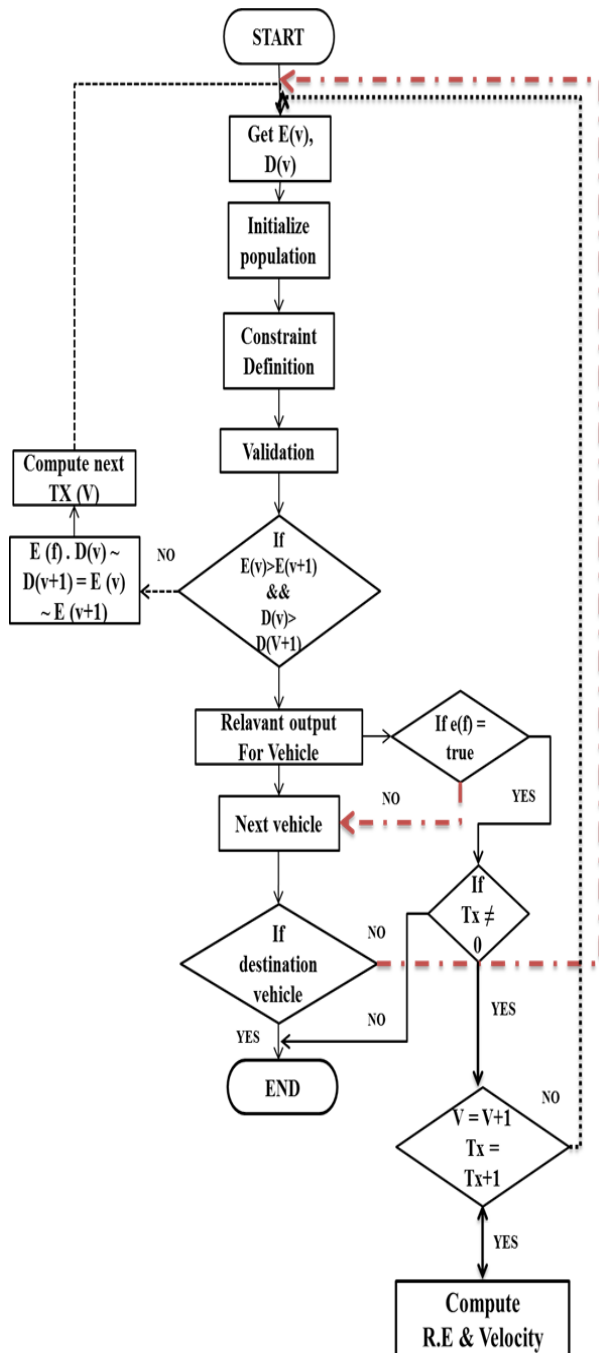 START
Get E(v),
D(v)
Initialize
population
Constraint
Definition
Validation
Compute next
TX (V)
E (f) . D(v) ~
D(v+1) = E (v)
~ E (v+1)
NO
If
E(v)>E(v+1)
&&
D(v)>
D(V+1)
Relavant output
For Vehicle
If e(f) =
true
NO
YES
Next vehicle
If
Tx ≠
0
If
destination
vehicle
NO
YES
NO
YES
END
V = V+1
Tx =
Tx+1
NO
YES
Compute
R.E & Velocity